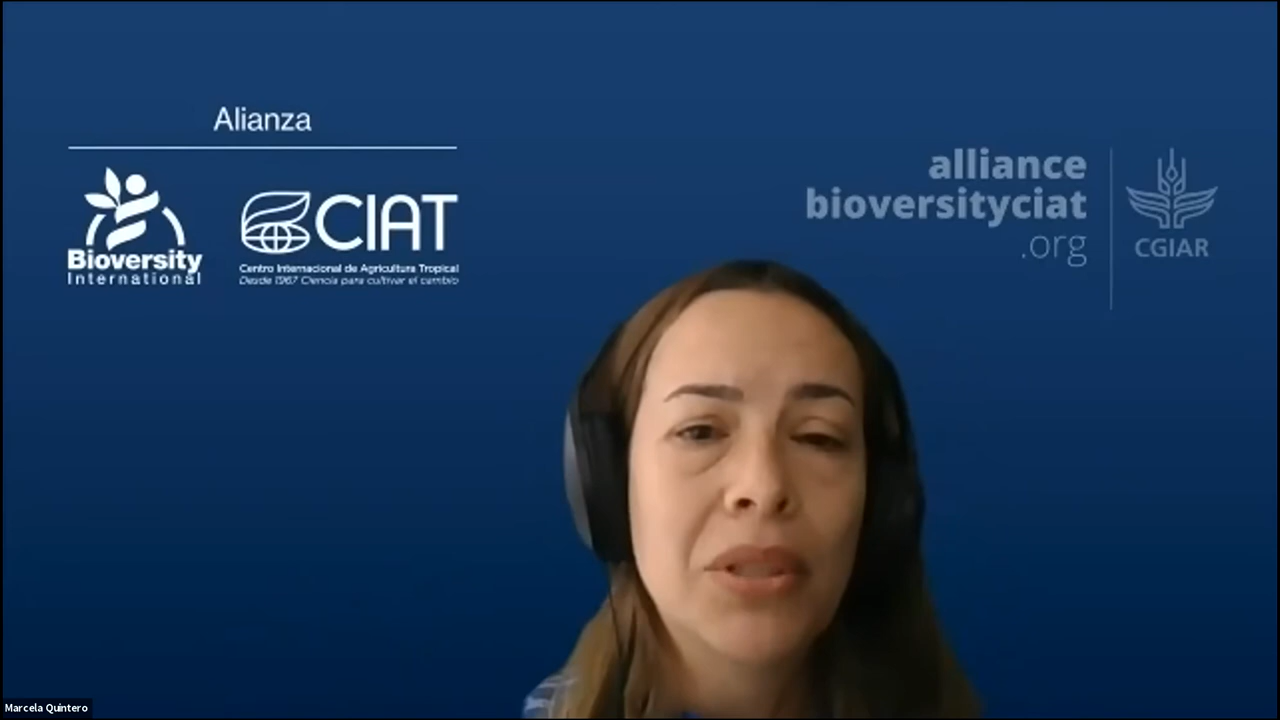 Alianza
Bioversity
International
CIAT
Centro Internacional de Agricultura Tropical
Desde 1967 Ciencia para cultivar el cambio
alliance
bioversityciat
.org
CGIAR
Marcela Quintero